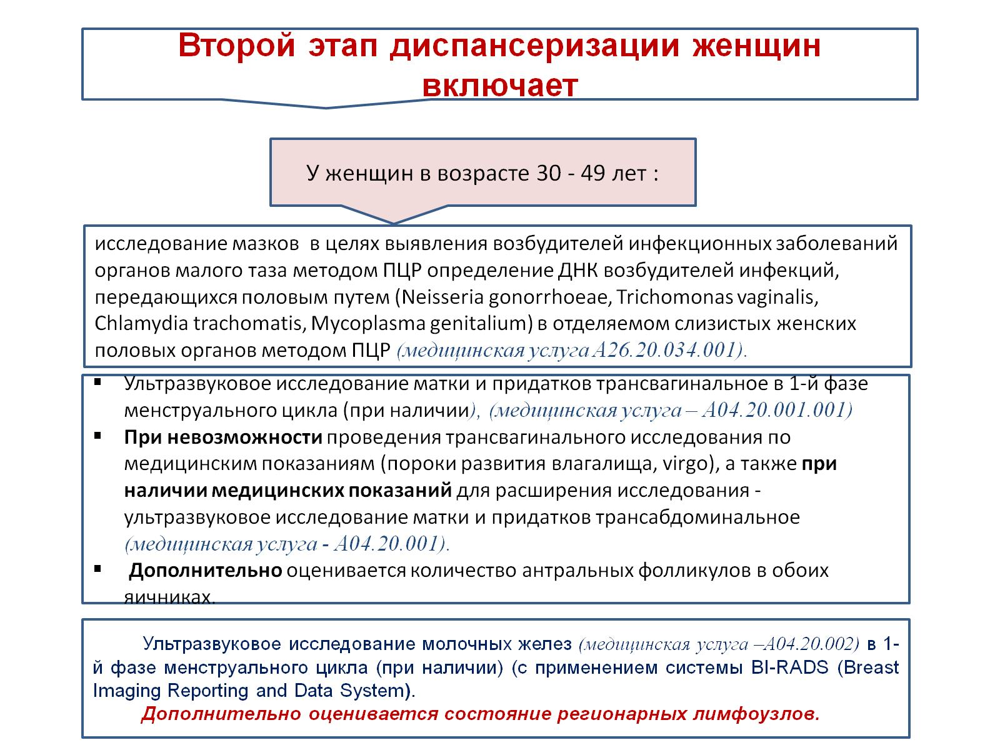 Второй этап диспансеризации женщин
включает
У женщин в возрасте 30 - 49 лет :
исследование мазков в целях выявления возбудителей инфекционных заболеваний
органов малого таза методом ПЦР определение ДНК возбудителей инфекций,
передающихся половым путем (Neisseria gonorrhoeae, Trichomonas vaginalis,
Chlamydia trachomatis, Mycoplasma genitalium) в отделяемом слизистых женских
половых органов методом ПЦР (медицинская услуга А26.20.034.001).
▪ Ультразвуковое исследование матки и придатков трансвагинальное в 1-й фазе
менструального цикла (при наличии), (медицинская услуга – А04.20.001.001)
▪ При невозможности проведения трансвагинального исследования по
медицинским показаниям (пороки развития влагалища, virgo), а также при
наличии медицинских показаний для расширения исследования -
ультразвуковое исследование матки и придатков трансабдоминальное
(медицинская услуга - А04.20.001).
▪ Дополнительно оценивается количество антральных фолликулов в обоих
яичниках.
Ультразвуковое исследование молочных желез (медицинская услуга –А04.20.002) в 1-
й фазе менструального цикла (при наличии) (с применением системы BI-RADS (Breast
Imaging Reporting and Data System).
Дополнительно оценивается состояние регионарных лимфоузлов.